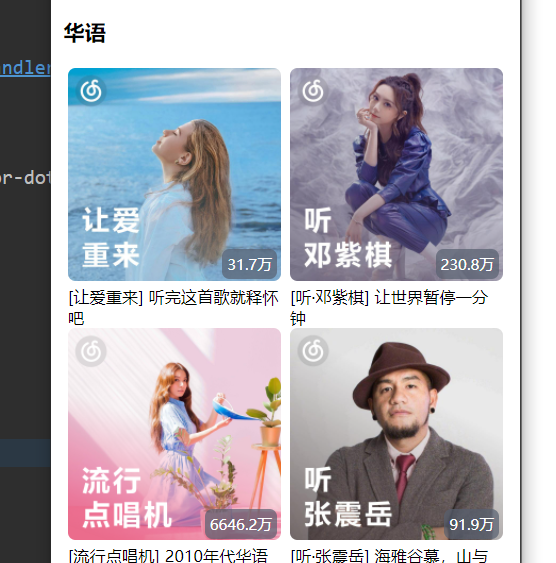 华语
ndler
or-dot
让爱
重来
31.7万
听
邓紫棋
230.8万
[让爱重来] 听完这首歌就释怀
吧
[听·邓紫棋] 让世界暂停一分
钟
流行
点唱机
6646.2万
听
张震岳
91.9万
[流行点唱机] 2010年代华语
[听·张震岳] 海雅谷慕，山与